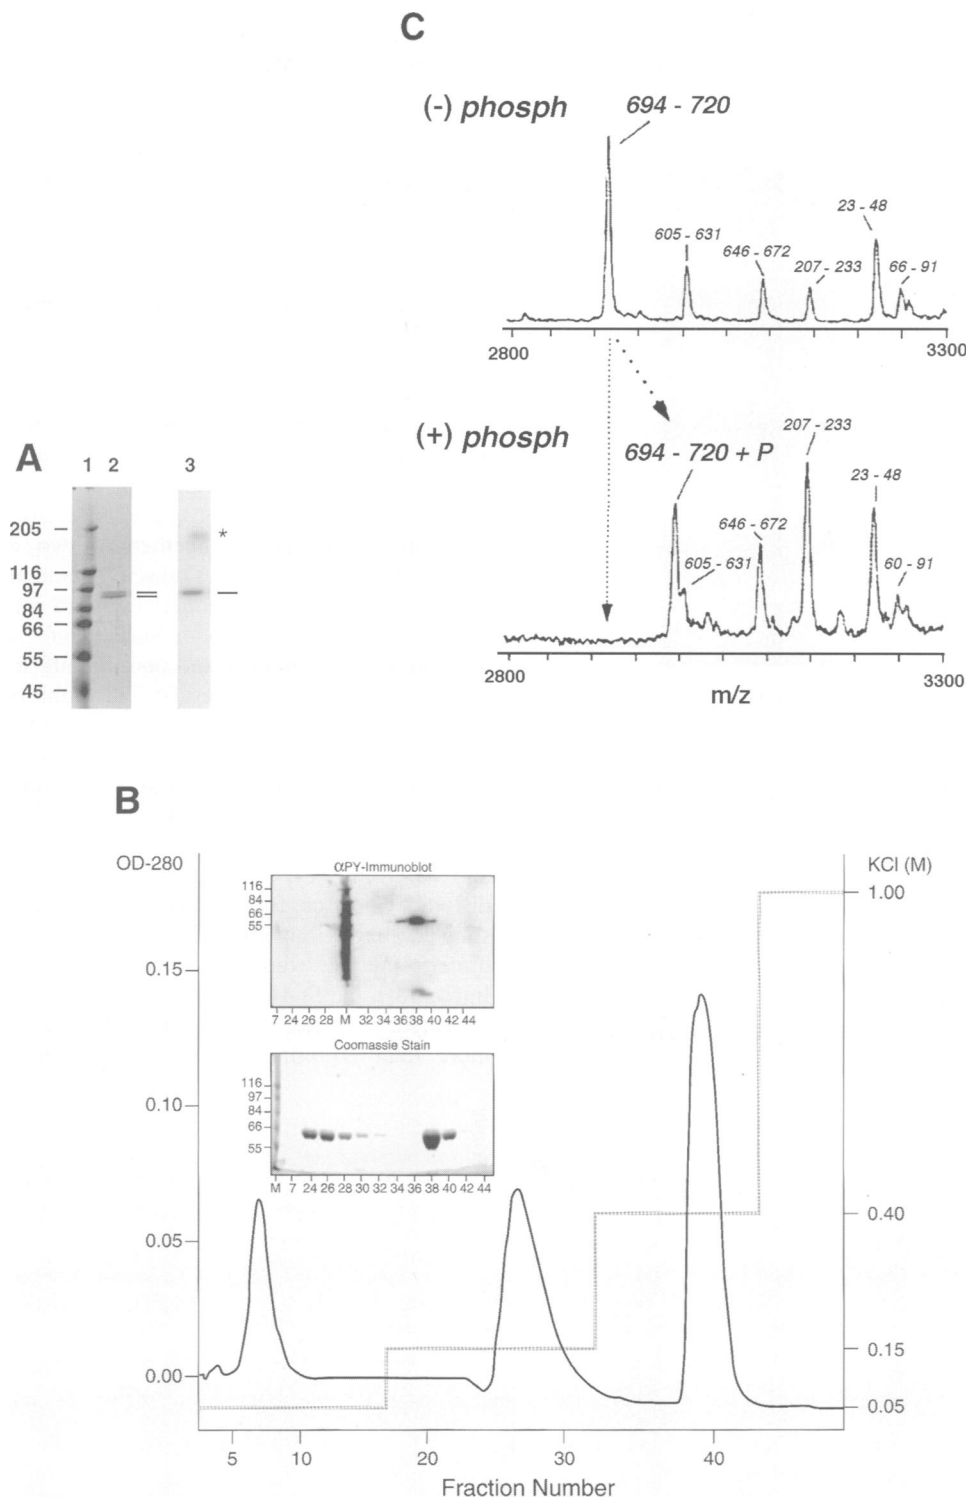 C
(-) phosph
694 - 720
605 - 631
646 - 672
207 - 233
23 - 48
66 - 91
2800
3300
(+) phosph
694 - 720 + P
605 - 631
646 - 672
207 - 233
23 - 48
60 - 91
2800
3300
m/z
A
1 2 3
205
*
116
97
84
66
55
45
B
OD-280
KCl (M)
αPY-Immunoblot
116
84
66
55
7 24 26 28 M 32 34 36 38 40 42 44
Coomassie Stain
116
97
84
66
55
M 7 24 26 28 30 32 34 36 38 40 42 44
0.15
0.10
0.05
0.00
1.00
0.40
0.15
0.05
5 10 20 30 40
Fraction Number